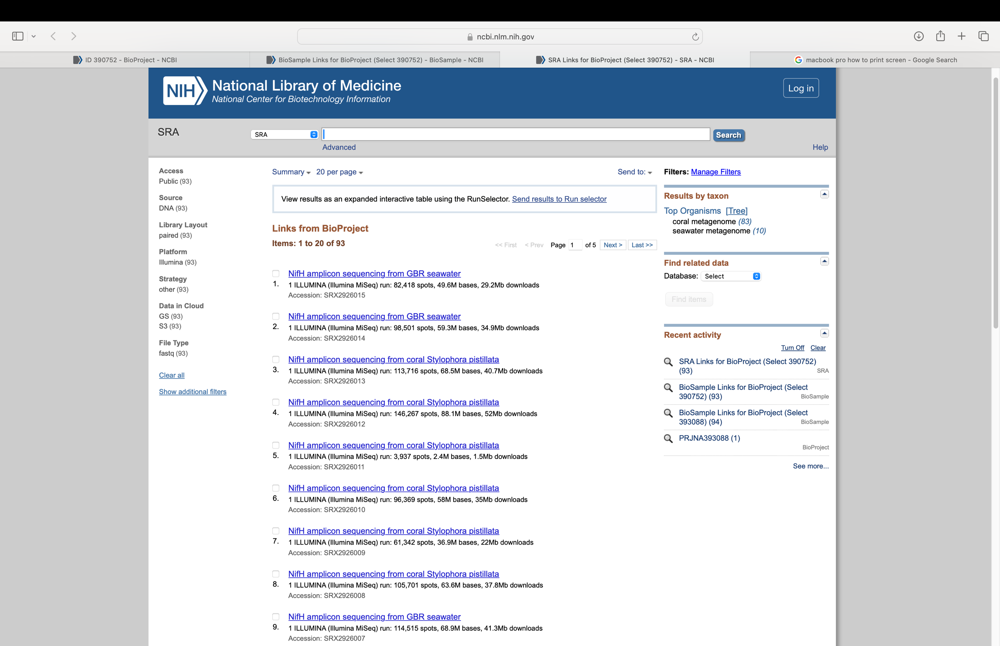 ncbi.nlm.nih.gov
ID 390752 - BioProject - NCBI
BioSample Links for BioProject (Select 390752) - BioSample - NCBI
SRA Links for BioProject (Select 390752) - SRA - NCBI
macbook pro how to print screen - Google Search
NIH
National Library of Medicine
National Center for Biotechnology Information
Log in
SRA
SRA
Search
Advanced
Help
Access
Public (93)
Source
DNA (93)
Library Layout
paired (93)
Platform
Illumina (93)
Strategy
other (93)
Data in Cloud
GS (93)
S3 (93)
File Type
fastq (93)
Clear all
Show additional filters
Summary 20 per page Send to:
View results as an expanded interactive table using the RunSelector. Send results to Run selector
Links from BioProject
Items: 1 to 20 of 93
<< First < Prev Page 1 of 5 Next > Last >>
NifH amplicon sequencing from GBR seawater
1. 1 ILLUMINA (Illumina MiSeq) run: 82,418 spots, 49.6M bases, 29.2Mb downloads
Accession: SRX2926015
NifH amplicon sequencing from GBR seawater
2. 1 ILLUMINA (Illumina MiSeq) run: 98,501 spots, 59.3M bases, 34.9Mb downloads
Accession: SRX2926014
NifH amplicon sequencing from coral Stylophora pistillata
3. 1 ILLUMINA (Illumina MiSeq) run: 113,716 spots, 68.5M bases, 40.7Mb downloads
Accession: SRX2926013
NifH amplicon sequencing from coral Stylophora pistillata
4. 1 ILLUMINA (Illumina MiSeq) run: 146,267 spots, 88.1M bases, 52Mb downloads
Accession: SRX2926012
NifH amplicon sequencing from coral Stylophora pistillata
5. 1 ILLUMINA (Illumina MiSeq) run: 3,937 spots, 2.4M bases, 1.5Mb downloads
Accession: SRX2926011
NifH amplicon sequencing from coral Stylophora pistillata
6. 1 ILLUMINA (Illumina MiSeq) run: 96,369 spots, 58M bases, 35Mb downloads
Accession: SRX2926010
NifH amplicon sequencing from coral Stylophora pistillata
7. 1 ILLUMINA (Illumina MiSeq) run: 61,342 spots, 36.9M bases, 22Mb downloads
Accession: SRX2926009
NifH amplicon sequencing from coral Stylophora pistillata
8. 1 ILLUMINA (Illumina MiSeq) run: 105,701 spots, 63.6M bases, 37.8Mb downloads
Accession: SRX2926008
NifH amplicon sequencing from GBR seawater
9. 1 ILLUMINA (Illumina MiSeq) run: 114,515 spots, 68.9M bases, 41.3Mb downloads
Accession: SRX2926007
Filters: Manage Filters
Results by taxon
Top Organisms [Tree]
coral metagenome (83)
seawater metagenome (10)
Find related data
Database: Select
Find items
Recent activity
Turn Off Clear
SRA Links for BioProject (Select 390752)
(93) SRA
BioSample Links for BioProject (Select
390752) (93) BioSample
BioSample Links for BioProject (Select
393088) (94) BioSample
PRJNA393088 (1)
BioProject
See more...